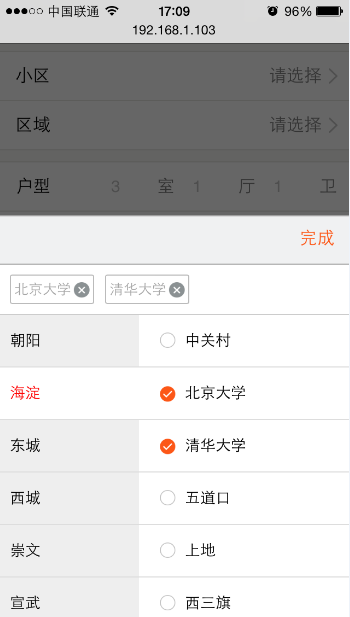 中国联通 17:09 96%
192.168.1.103
小区 请选择
区域 请选择
户型 3 室 1 厅 1 卫
完成
北京大学 清华大学
朝阳 中关村
海淀 北京大学
东城 清华大学
西城 五道口
崇文 上地
宣武 西三旗